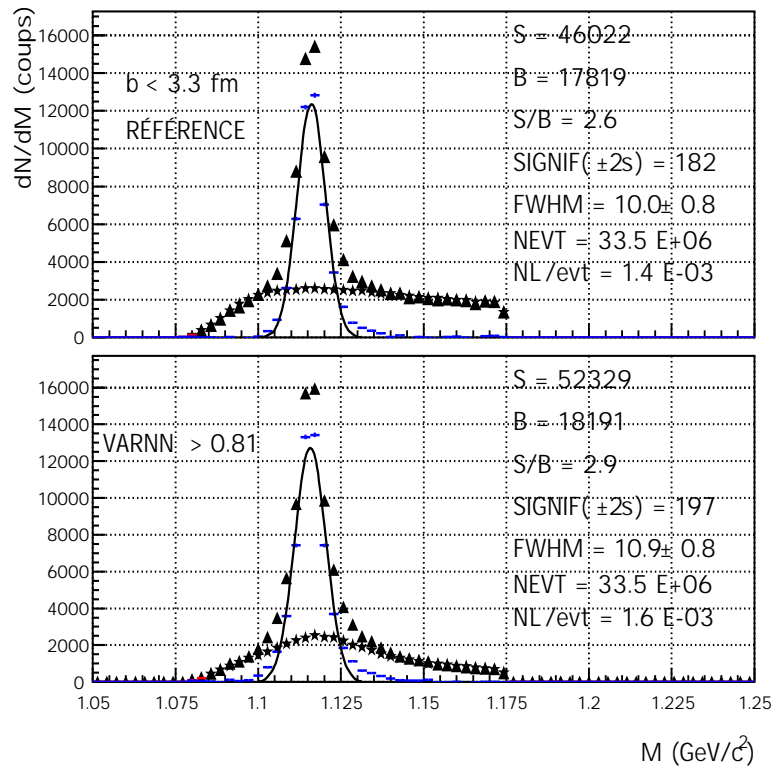 dN/dM (coups)
16000
14000
12000
10000
8000
6000
4000
2000
0
b < 3.3 fm
RÉFÉRENCE
S = 46022
B = 17819
S/B = 2.6
SIGNIF( ±2s) = 182
FWHM = 10.0± 0.8
NEVT = 33.5 E+06
NL/evt = 1.4 E-03
16000
14000
12000
10000
8000
6000
4000
2000
0
VARNN > 0.81
S = 52329
B = 18191
S/B = 2.9
SIGNIF( ±2s) = 197
FWHM = 10.9± 0.8
NEVT = 33.5 E+06
NL/evt = 1.6 E-03
1.05 1.075 1.1 1.125 1.15 1.175 1.2 1.225 1.25
M (GeV/c²)